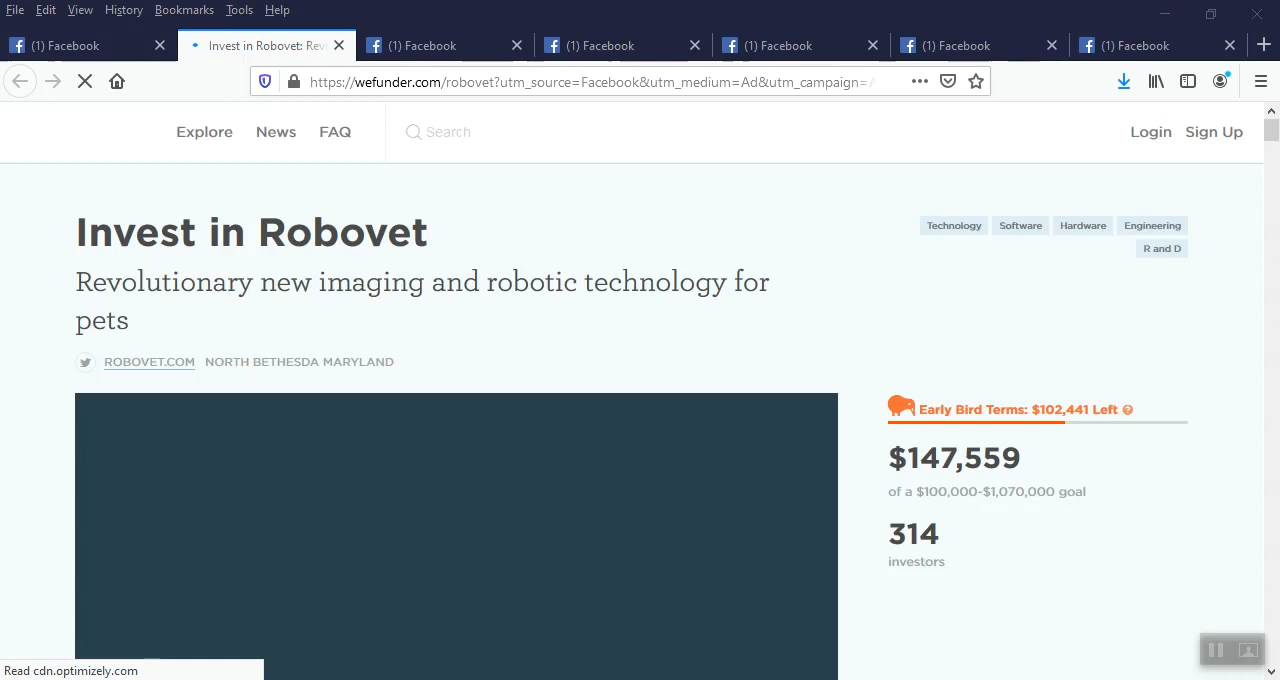 File Edit View History Bookmarks Tools Help
(1) Facebook
Invest in Robovet: Rev
(1) Facebook
(1) Facebook
(1) Facebook
(1) Facebook
(1) Facebook
https://wefunder.com/robovet?utm_source=Facebook&utm_medium=Ad&utm_campaign=A
Explore News FAQ Search Login Sign Up
Invest in Robovet
Revolutionary new imaging and robotic technology for
pets
Technology Software Hardware Engineering
R and D
ROBOVET.COM NORTH BETHESDA MARYLAND
Early Bird Terms: $102,441 Left ?
$147,559
of a $100,000-$1,070,000 goal
314
investors
Read cdn.optimizely.com